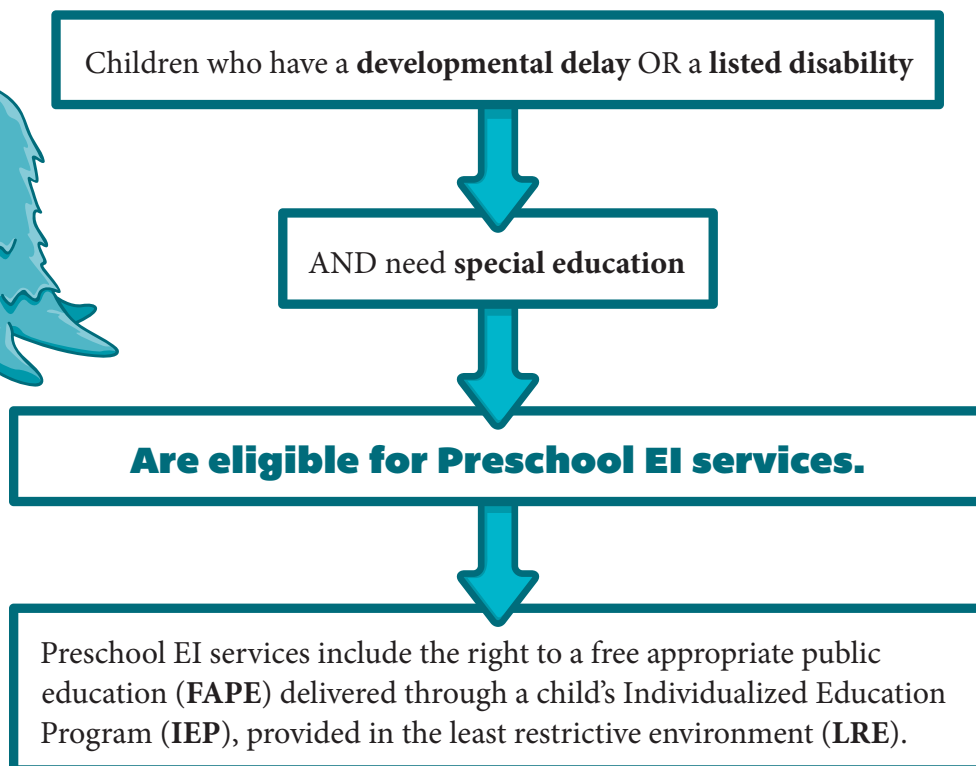 Children who have a developmental delay OR a listed disability
AND need special education
Are eligible for Preschool EI services.
Preschool EI services include the right to a free appropriate public
education (FAPE) delivered through a child's Individualized Education
Program (IEP), provided in the least restrictive environment (LRE).